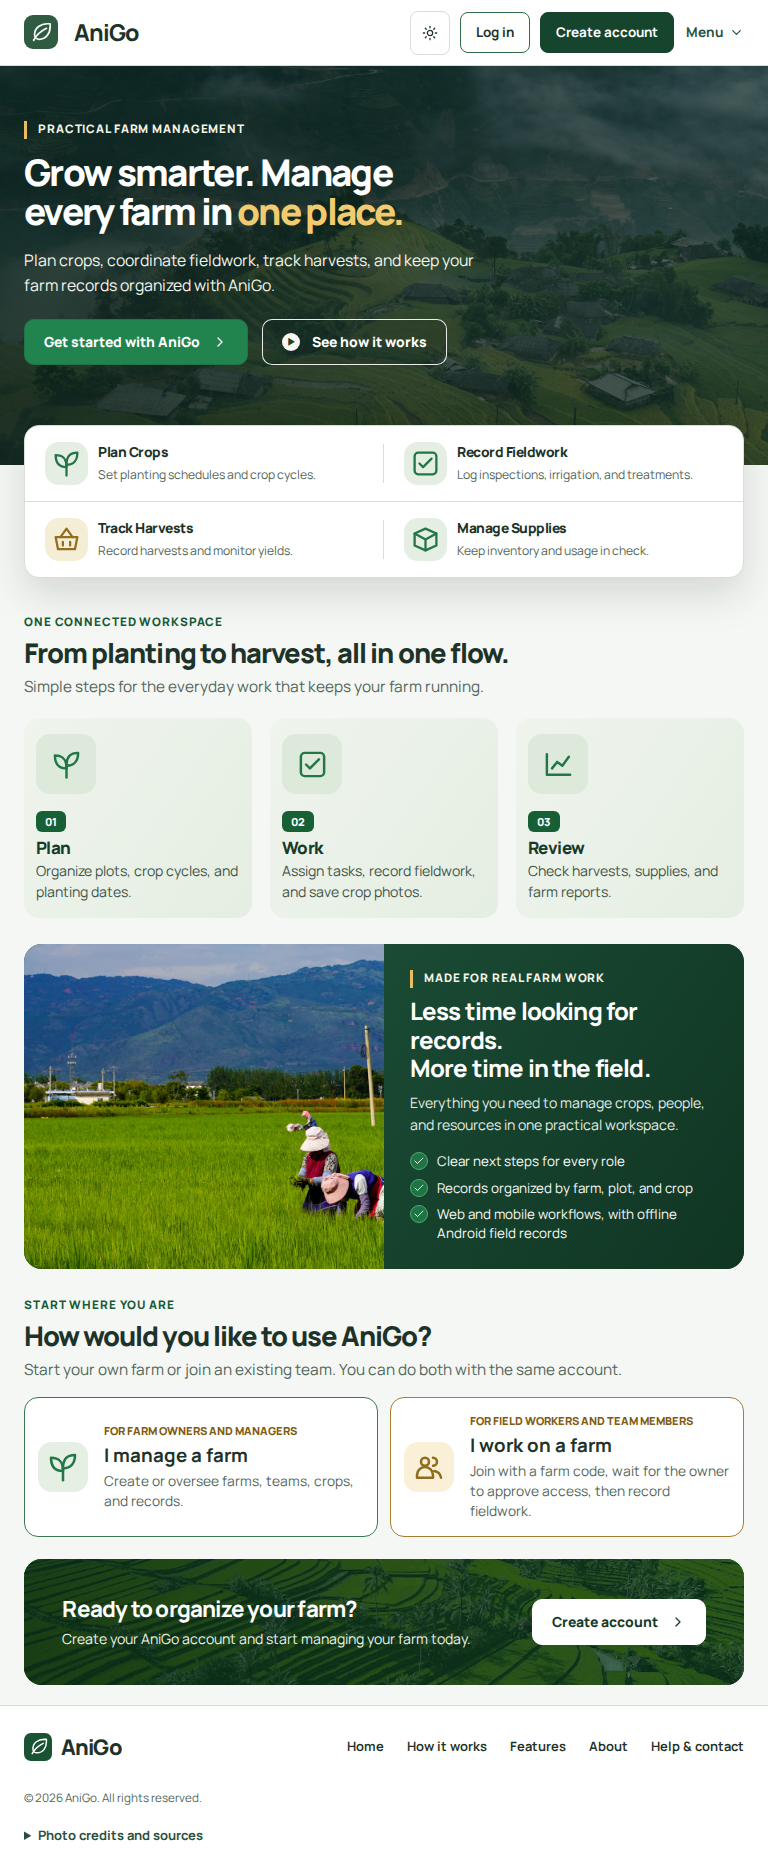 AniGo
Log in
Create account
Menu
PRACTICAL FARM MANAGEMENT
Grow smarter. Manage
every farm in one place.
Plan crops, coordinate fieldwork, track harvests, and keep your
farm records organized with AniGo.
Get started with AniGo
See how it works
Plan Crops
Set planting schedules and crop cycles.
Record Fieldwork
Log inspections, irrigation, and treatments.
Track Harvests
Record harvests and monitor yields.
Manage Supplies
Keep inventory and usage in check.
ONE CONNECTED WORKSPACE
From planting to harvest, all in one flow.
Simple steps for the everyday work that keeps your farm running.
01
Plan
Organize plots, crop cycles, and
planting dates.
02
Work
Assign tasks, record fieldwork,
and save crop photos.
03
Review
Check harvests, supplies, and
farm reports.
MADE FOR REAL FARM WORK
Less time looking for
records.
More time in the field.
Everything you need to manage crops, people,
and resources in one practical workspace.
Clear next steps for every role
Records organized by farm, plot, and crop
Web and mobile workflows, with offline
Android field records
START WHERE YOU ARE
How would you like to use AniGo?
Start your own farm or join an existing team. You can do both with the same account.
FOR FARM OWNERS AND MANAGERS
I manage a farm
Create or oversee farms, teams, crops,
and records.
FOR FIELD WORKERS AND TEAM MEMBERS
I work on a farm
Join with a farm code, wait for the owner
to approve access, then record
fieldwork.
Ready to organize your farm?
Create your AniGo account and start managing your farm today.
Create account
AniGo
Home
How it works
Features
About
Help & contact
© 2026 AniGo. All rights reserved.
Photo credits and sources